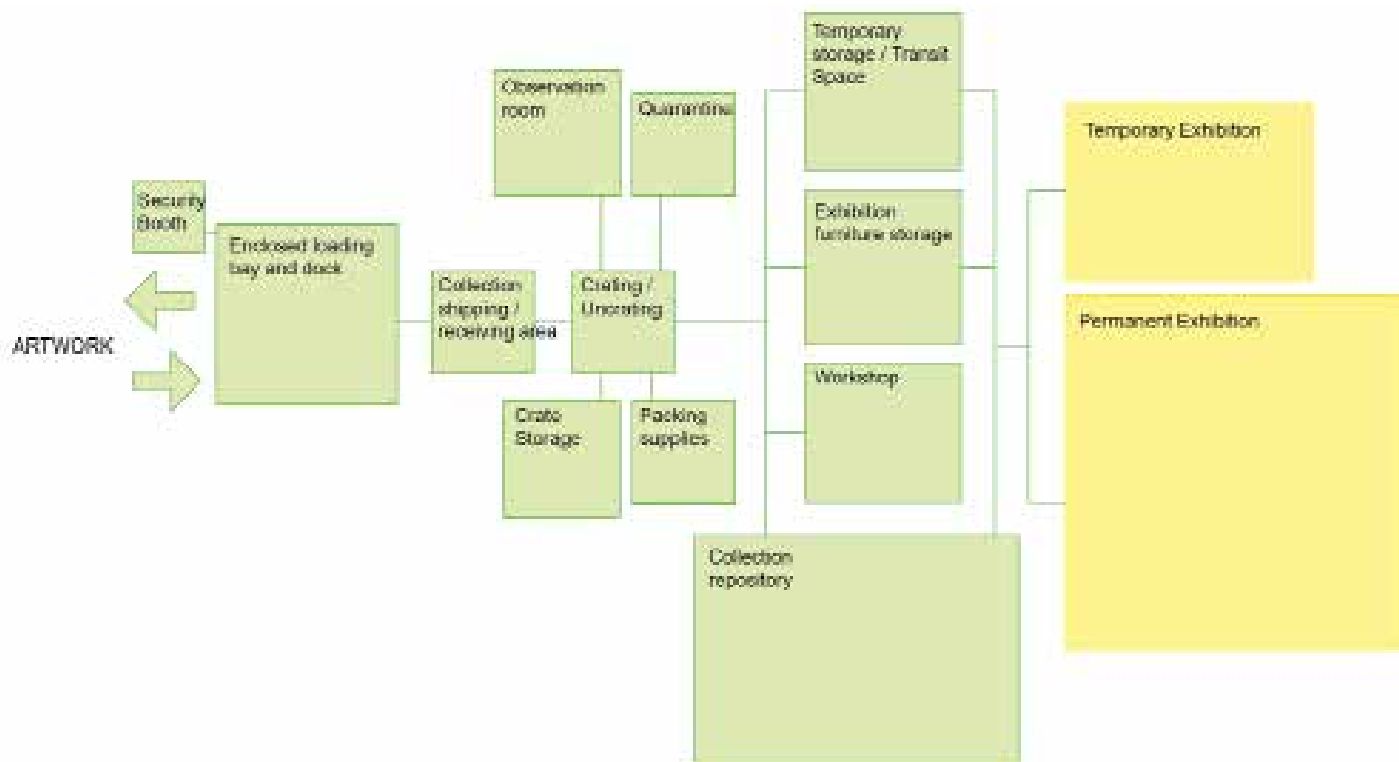 Temporary
storage / Transit
Space
Observation
room
Quarantine
Temporary Exhibition
Security
Booth
Exhibition
furniture storage
Enclosed loading
bay and dock
Collection
shipping /
receiving area
Crating /
Uncrating
Permanent Exhibition
ARTWORK
Workshop
Crate
Storage
Packing
supplies
Collection
repository